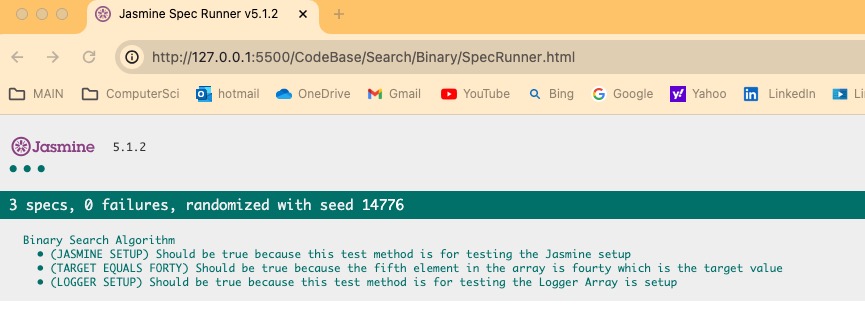 Jasmine Spec Runner v5.1.2
http://127.0.0.1:5500/CodeBase/Search/Binary/SpecRunner.html
MAIN ComputerSci hotmail OneDrive Gmail YouTube Bing Google Yahoo LinkedIn Li
Jasmine 5.1.2
3 specs, 0 failures, randomized with seed 14776
Binary Search Algorithm
• (JASMINE SETUP) Should be true because this test method is for testing the Jasmine setup
• (TARGET EQUALS FORTY) Should be true because the fifth element in the array is fourty which is the target value
• (LOGGER SETUP) Should be true because this test method is for testing the Logger Array is setup